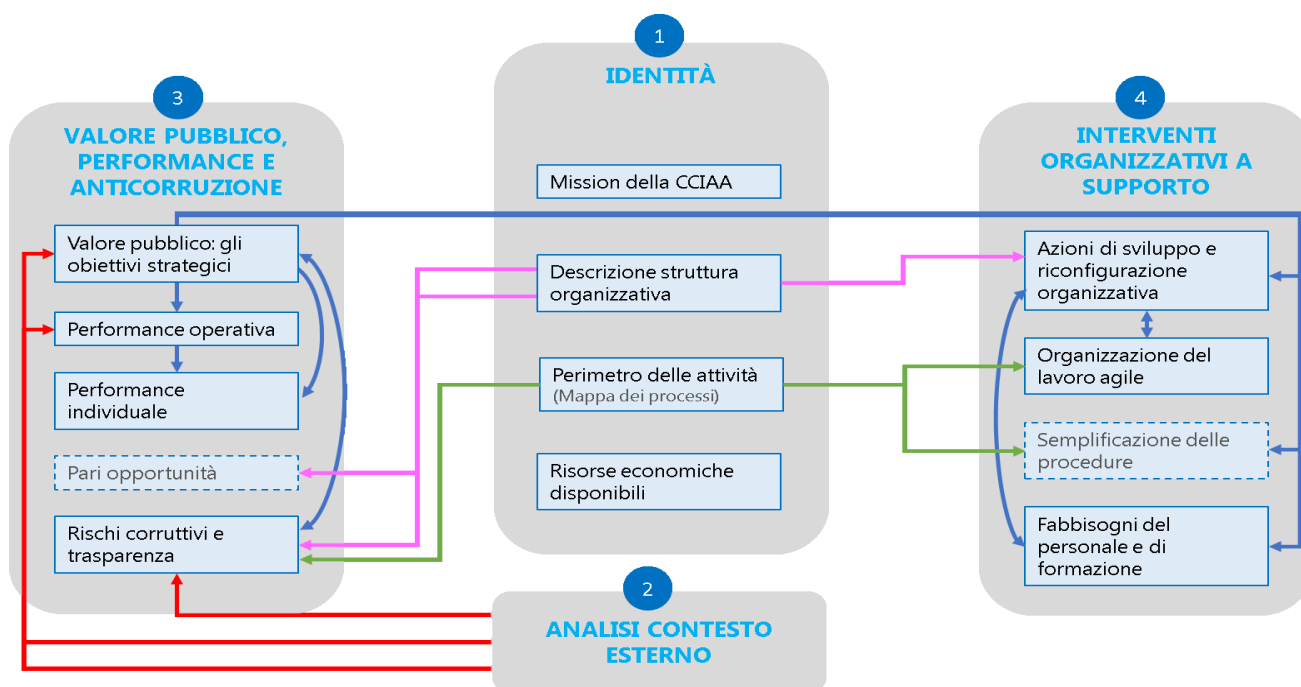 1
IDENTITÀ
Mission della CCIAA
Descrizione struttura
organizzativa
Perimetro delle attività
(Mappa dei processi)
Risorse economiche
disponibili
2
ANALISI CONTESTO
ESTERNO
3
VALORE PUBBLICO,
PERFORMANCE E
ANTICORRUZIONE
Valore pubblico: gli
obiettivi strategici
Performance operativa
Performance
individuale
Pari opportunità
Rischi corruttivi e
trasparenza
4
INTERVENTI
ORGANIZZATIVI A
SUPPORTO
Azioni di sviluppo e
riconfigurazione
organizzativa
Organizzazione del
lavoro agile
Semplificazione delle
procedure
Fabbisogni del
personale e di
formazione